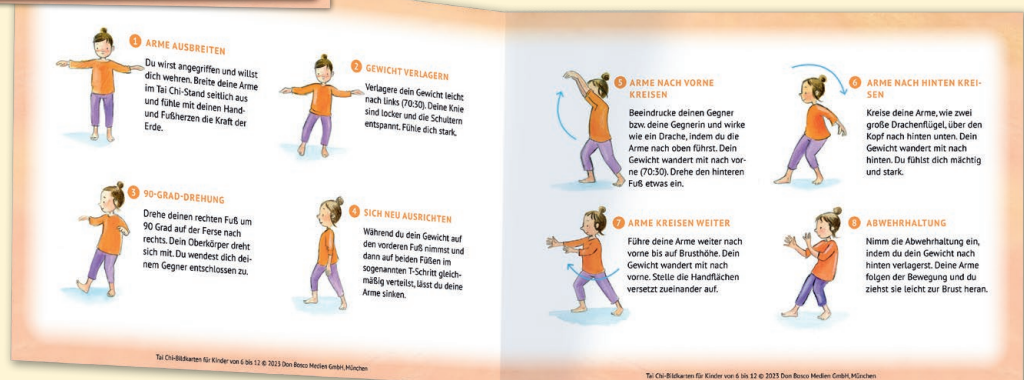 1 ARME AUSBREITEN
Du wirst angegriffen und willst
dich wehren. Breite deine Arme
im Tai Chi-Stand seitlich aus
und fühle mit deinen Hand-
und Fußherzen die Kraft der
Erde.
2 GEWICHT VERLAGERN
Verlagere dein Gewicht leicht
nach links (70:30). Deine Knie
sind locker und die Schultern
entspannt. Fühle dich stark.
3 90-GRAD-DREHUNG
Drehe deinen rechten Fuß um
90 Grad auf der Ferse nach
rechts. Dein Oberkörper dreht
sich mit. Du wendest dich dei-
nem Gegner entschlossen zu.
4 SICH NEU AUSRICHTEN
Während du dein Gewicht auf
den vorderen Fuß nimmst und
dann auf beiden Füßen im
sogenannten T-Schritt gleich-
mäßig verteilst, lässt du deine
Arme sinken.
Tai Chi-Bildkarten für Kinder von 6 bis 12 © 2023 Don Bosco Medien GmbH, München
5 ARME NACH VORNE
KREISEN
Beeindrucke deinen Gegner
bzw. deine Gegnerin und wirke
wie ein Drache, indem du die
Arme nach oben führst. Dein
Gewicht wandert mit nach vor-
ne (70:30). Drehe den hinteren
Fuß etwas ein.
6 ARME NACH HINTEN KREI-
SEN
Kreise deine Arme, wie zwei
große Drachenflügel, über den
Kopf nach hinten unten. Dein
Gewicht wandert mit nach
hinten. Du fühlst dich mächtig
und stark.
7 ARME KREISEN WEITER
Führe deine Arme weiter nach
vorne bis auf Brusthöhe. Dein
Gewicht wandert mit nach
vorne. Stelle die Handflächen
versetzt zueinander auf.
8 ABWEHRHALTUNG
Nimm die Abwehrhaltung ein,
indem du dein Gewicht nach
hinten verlagerst. Deine Arme
folgen der Bewegung und du
ziehst sie leicht zur Brust heran.
Tai Chi-Bildkarten für Kinder von 6 bis 12 © 2023 Don Bosco Medien GmbH, München